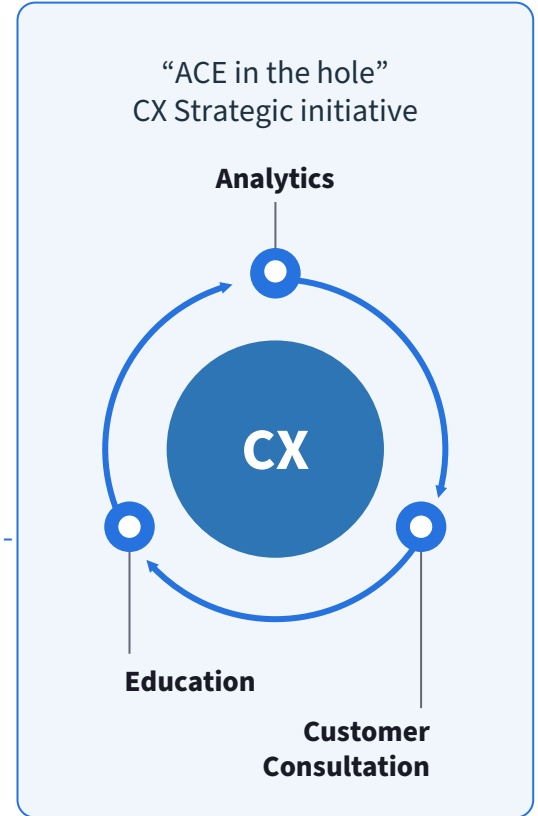 “ACE in the hole”
CX Strategic initiative
Analytics
CX
Education
Customer
Consultation